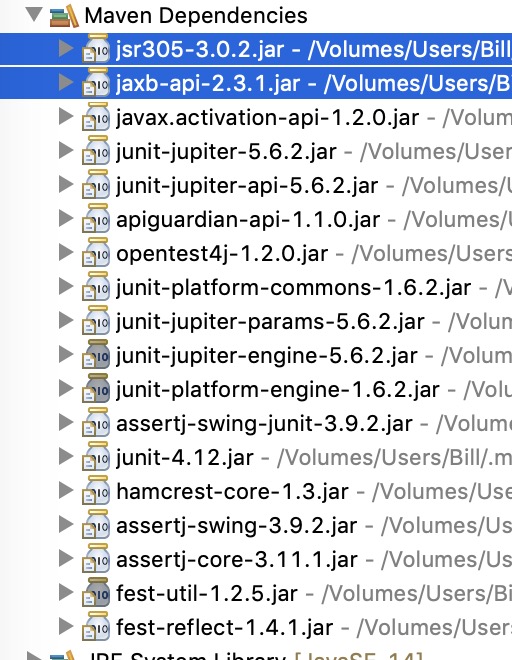 Maven Dependencies
jsr305-3.0.2.jar - /Volumes/Users/Bill/
jaxb-api-2.3.1.jar - /Volumes/Users/B
javax.activation-api-1.2.0.jar - /Volum
junit-jupiter-5.6.2.jar - /Volumes/User
junit-jupiter-api-5.6.2.jar - /Volumes/
apiguardian-api-1.1.0.jar - /Volumes/
opentest4j-1.2.0.jar - /Volumes/Users
junit-platform-commons-1.6.2.jar - /V
junit-jupiter-params-5.6.2.jar - /Volum
junit-jupiter-engine-5.6.2.jar - /Volum
junit-platform-engine-1.6.2.jar - /Volu
assertj-swing-junit-3.9.2.jar - /Volume
junit-4.12.jar - /Volumes/Users/Bill/.m
hamcrest-core-1.3.jar - /Volumes/Use
assertj-swing-3.9.2.jar - /Volumes/Us
assertj-core-3.11.1.jar - /Volumes/Us
fest-util-1.2.5.jar - /Volumes/Users/Bi
fest-reflect-1.4.1.jar - /Volumes/Users
JRE System Library [JavaSE-14]